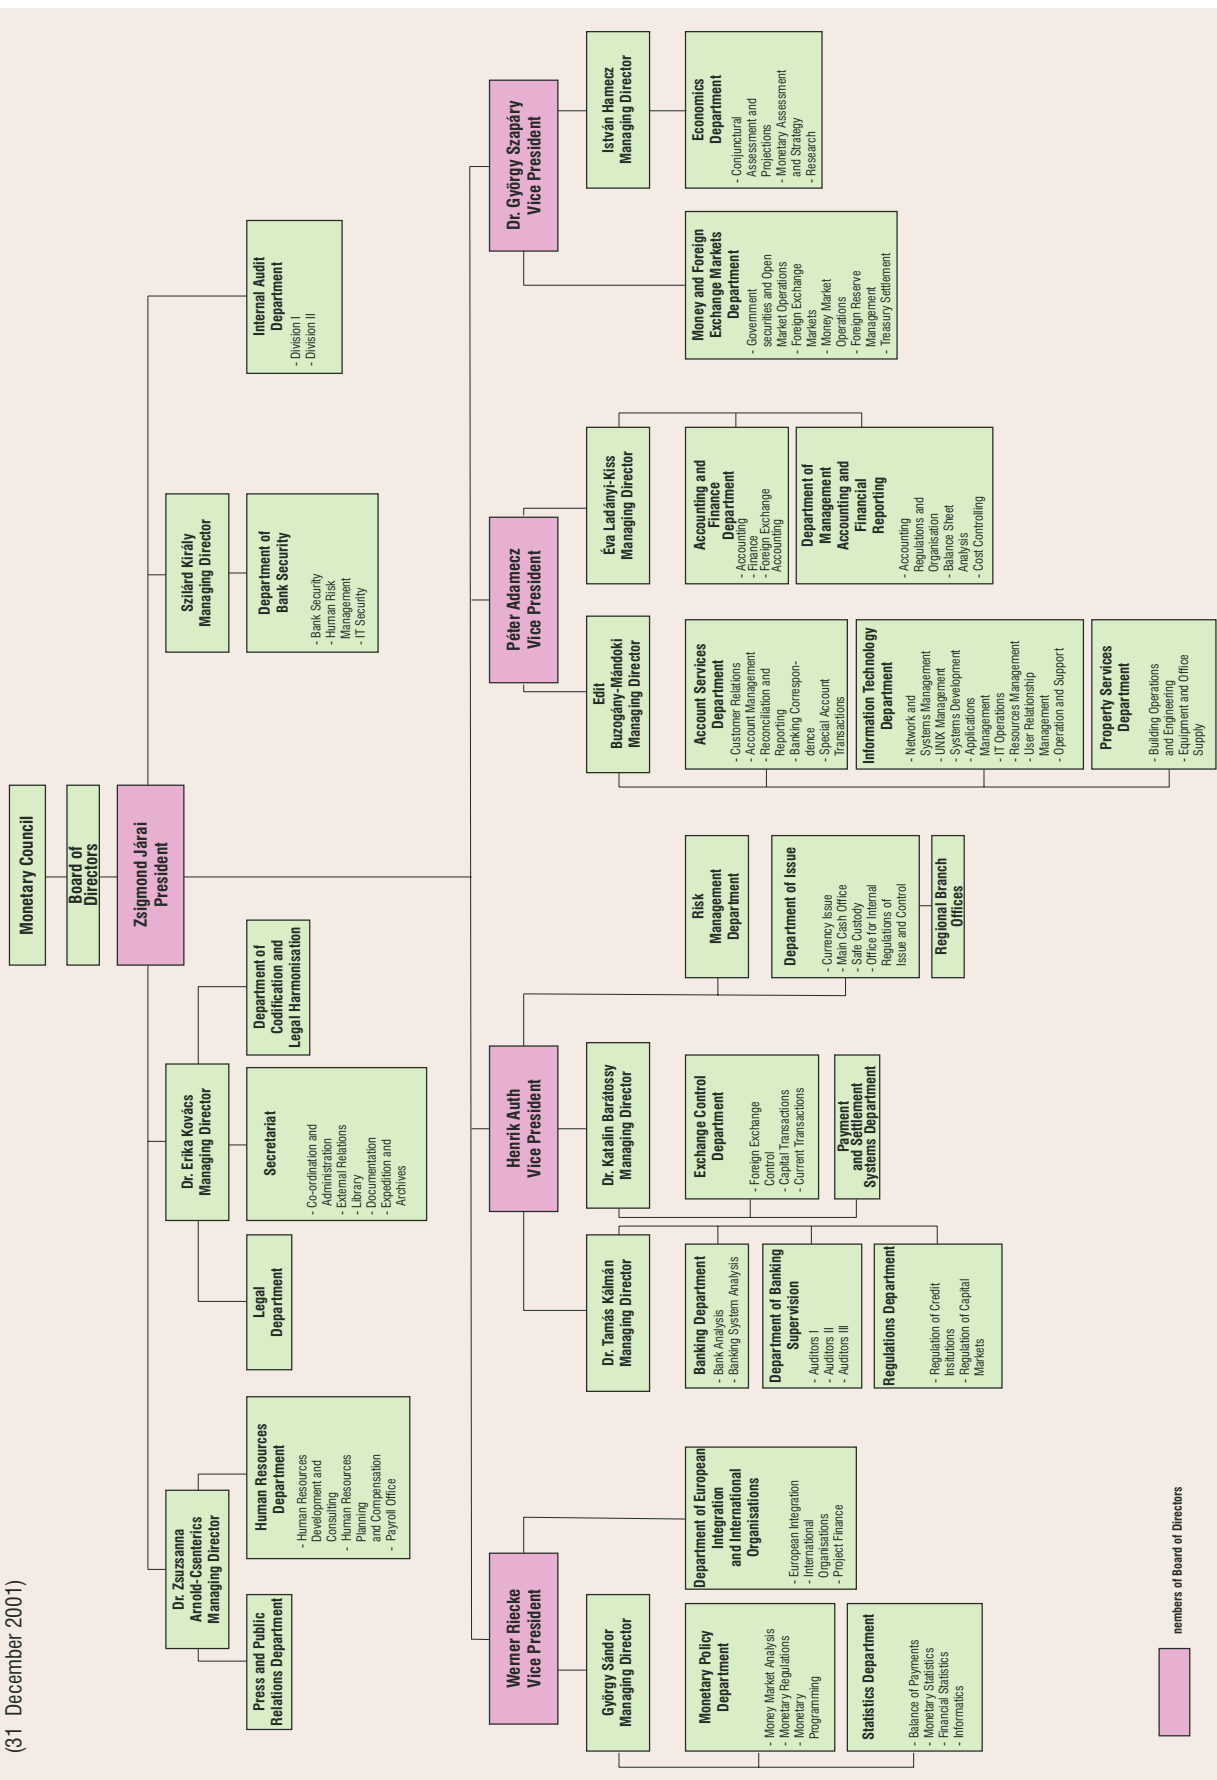 (31 December 2001)
Monetary Council
Board of
Directors
Zsigmond Járai
President
Dr. Zsuzsanna
Arnold-Csenterics
Managing Director
Press and Public
Relations Department
Human Resources
Department
- Human Resources
Development and
Consulting
- Human Resources
Planning
and Compensation
- Payroll Office
Dr. Erika Kovács
Managing Director
Legal
Department
Secretariat
- Co-ordination and
Administration
- External Relations
- Library
- Documentation
- Expedition and
Archives
Department of
Codification and
Legal Harmonisation
Szilárd Király
Managing Director
Department of
Bank Security
- Bank Security
- Human Risk
Management
- IT Security
Internal Audit
Department
- Division I
- Division II
Werner Riecke
Vice President
György Sándor
Managing Director
Monetary Policy
Department
- Money Market Analysis
- Monetary Regulations
- Monetary
Programming
Statistics Department
- Balance of Payments
- Monetary Statistics
- Financial Statistics
- Informatics
Department of European
Integration
and International
Organisations
- European Integration
- International
Organisations
- Project Finance
Henrik Auth
Vice President
Dr. Tamás Kálmán
Managing Director
Banking Department
- Bank Analysis
- Banking System Analysis
Department of Banking
Supervision
- Auditors I
- Auditors II
- Auditors III
Regulations Department
- Regulation of Credit
Insitutions
- Regulation of Capital
Markets
Dr. Katalin Barátossy
Managing Director
Exchange Control
Department
- Foreign Exchange
Control
- Capital Transactions
- Current Transactions
Payment
and Settlement
Systems Department
Risk
Management
Department
Department of Issue
- Currency Issue
- Main Cash Office
- Safe Custody
- Office for Internal
Regulations of
Issue and Control
Regional Branch
Offices
Péter Adamecz
Vice President
Edit
Buzogány-Mándoki
Managing Director
Account Services
Department
- Customer Relations
- Account Management
- Reconciliation and
Reporting
- Banking Correspon-
dence
- Special Account
Transactions
Information Technology
Department
- Network and
Systems Management
- UNIX Management
- Systems Development
- Applications
Management
- IT Operations
- Resources Management
- User Relationship
Management
- Operation and Support
Property Services
Department
- Building Operations
and Engineering
- Equipment and Office
Supply
Éva Ladányi-Kiss
Managing Director
Accounting and
Finance
Department
- Accounting
- Finance
- Foreign Exchange
Accounting
Department of
Management
Accounting and
Financial
Reporting
- Accounting
Regulations and
Organisation
- Balance Sheet
Analysis
- Cost Controlling
Dr. György Szapáry
Vice President
Money and Foreign
Exchange Markets
Department
- Government
securities and Open
Market Operations
- Foreign Exchange
Markets
- Money Market
Operations
- Foreign Reserve
Management
- Treasury Settlement
István Hamecz
Managing Director
Economics
Department
- Conjunctural
Assessment and
Projections
- Monetary Assessment
and Strategy
- Research
nembers of Board of Directors